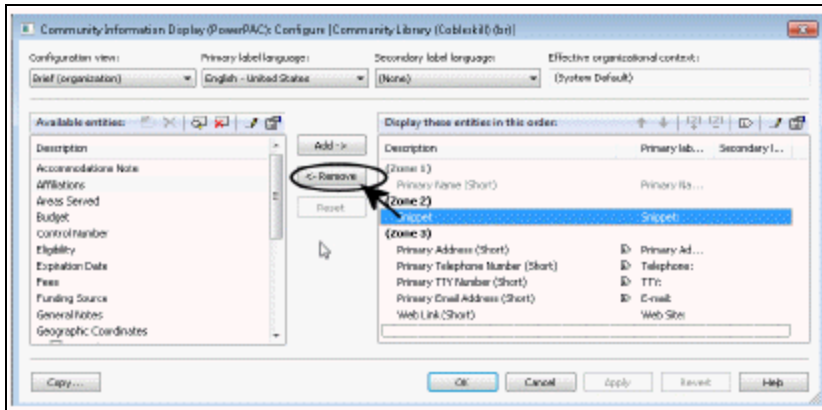 Community Information Display (PowerPAC): Configure [Community Library (Cobleskill) (br)]
Configuration view:
Primary label language:
Secondary label language:
Effective organizational context:
Brief (organization)
English - United States
(None)
(System Default)
Available entities:
Display these entities in this order:
Description
Accommodations Note
Affiliations
Areas Served
Budget
Control Number
Eligibility
Expiration Date
Fees
Funding Source
General Notes
Geographic Coordinates
Add ->
<- Remove
Reset
Description Primary lab... Secondary l...
(Zone 1)
Primary Name (Short) Primary Na...
(Zone 2)
Snippet Snippet:
(Zone 3)
Primary Address (Short) Primary Ad...
Primary Telephone Number (Short) Telephone:
Primary TTY Number (Short) TTY:
Primary Email Address (Short) E-mail:
Web Link (Short) Web Site:
Copy...
OK
Cancel
Apply
Revert
Help